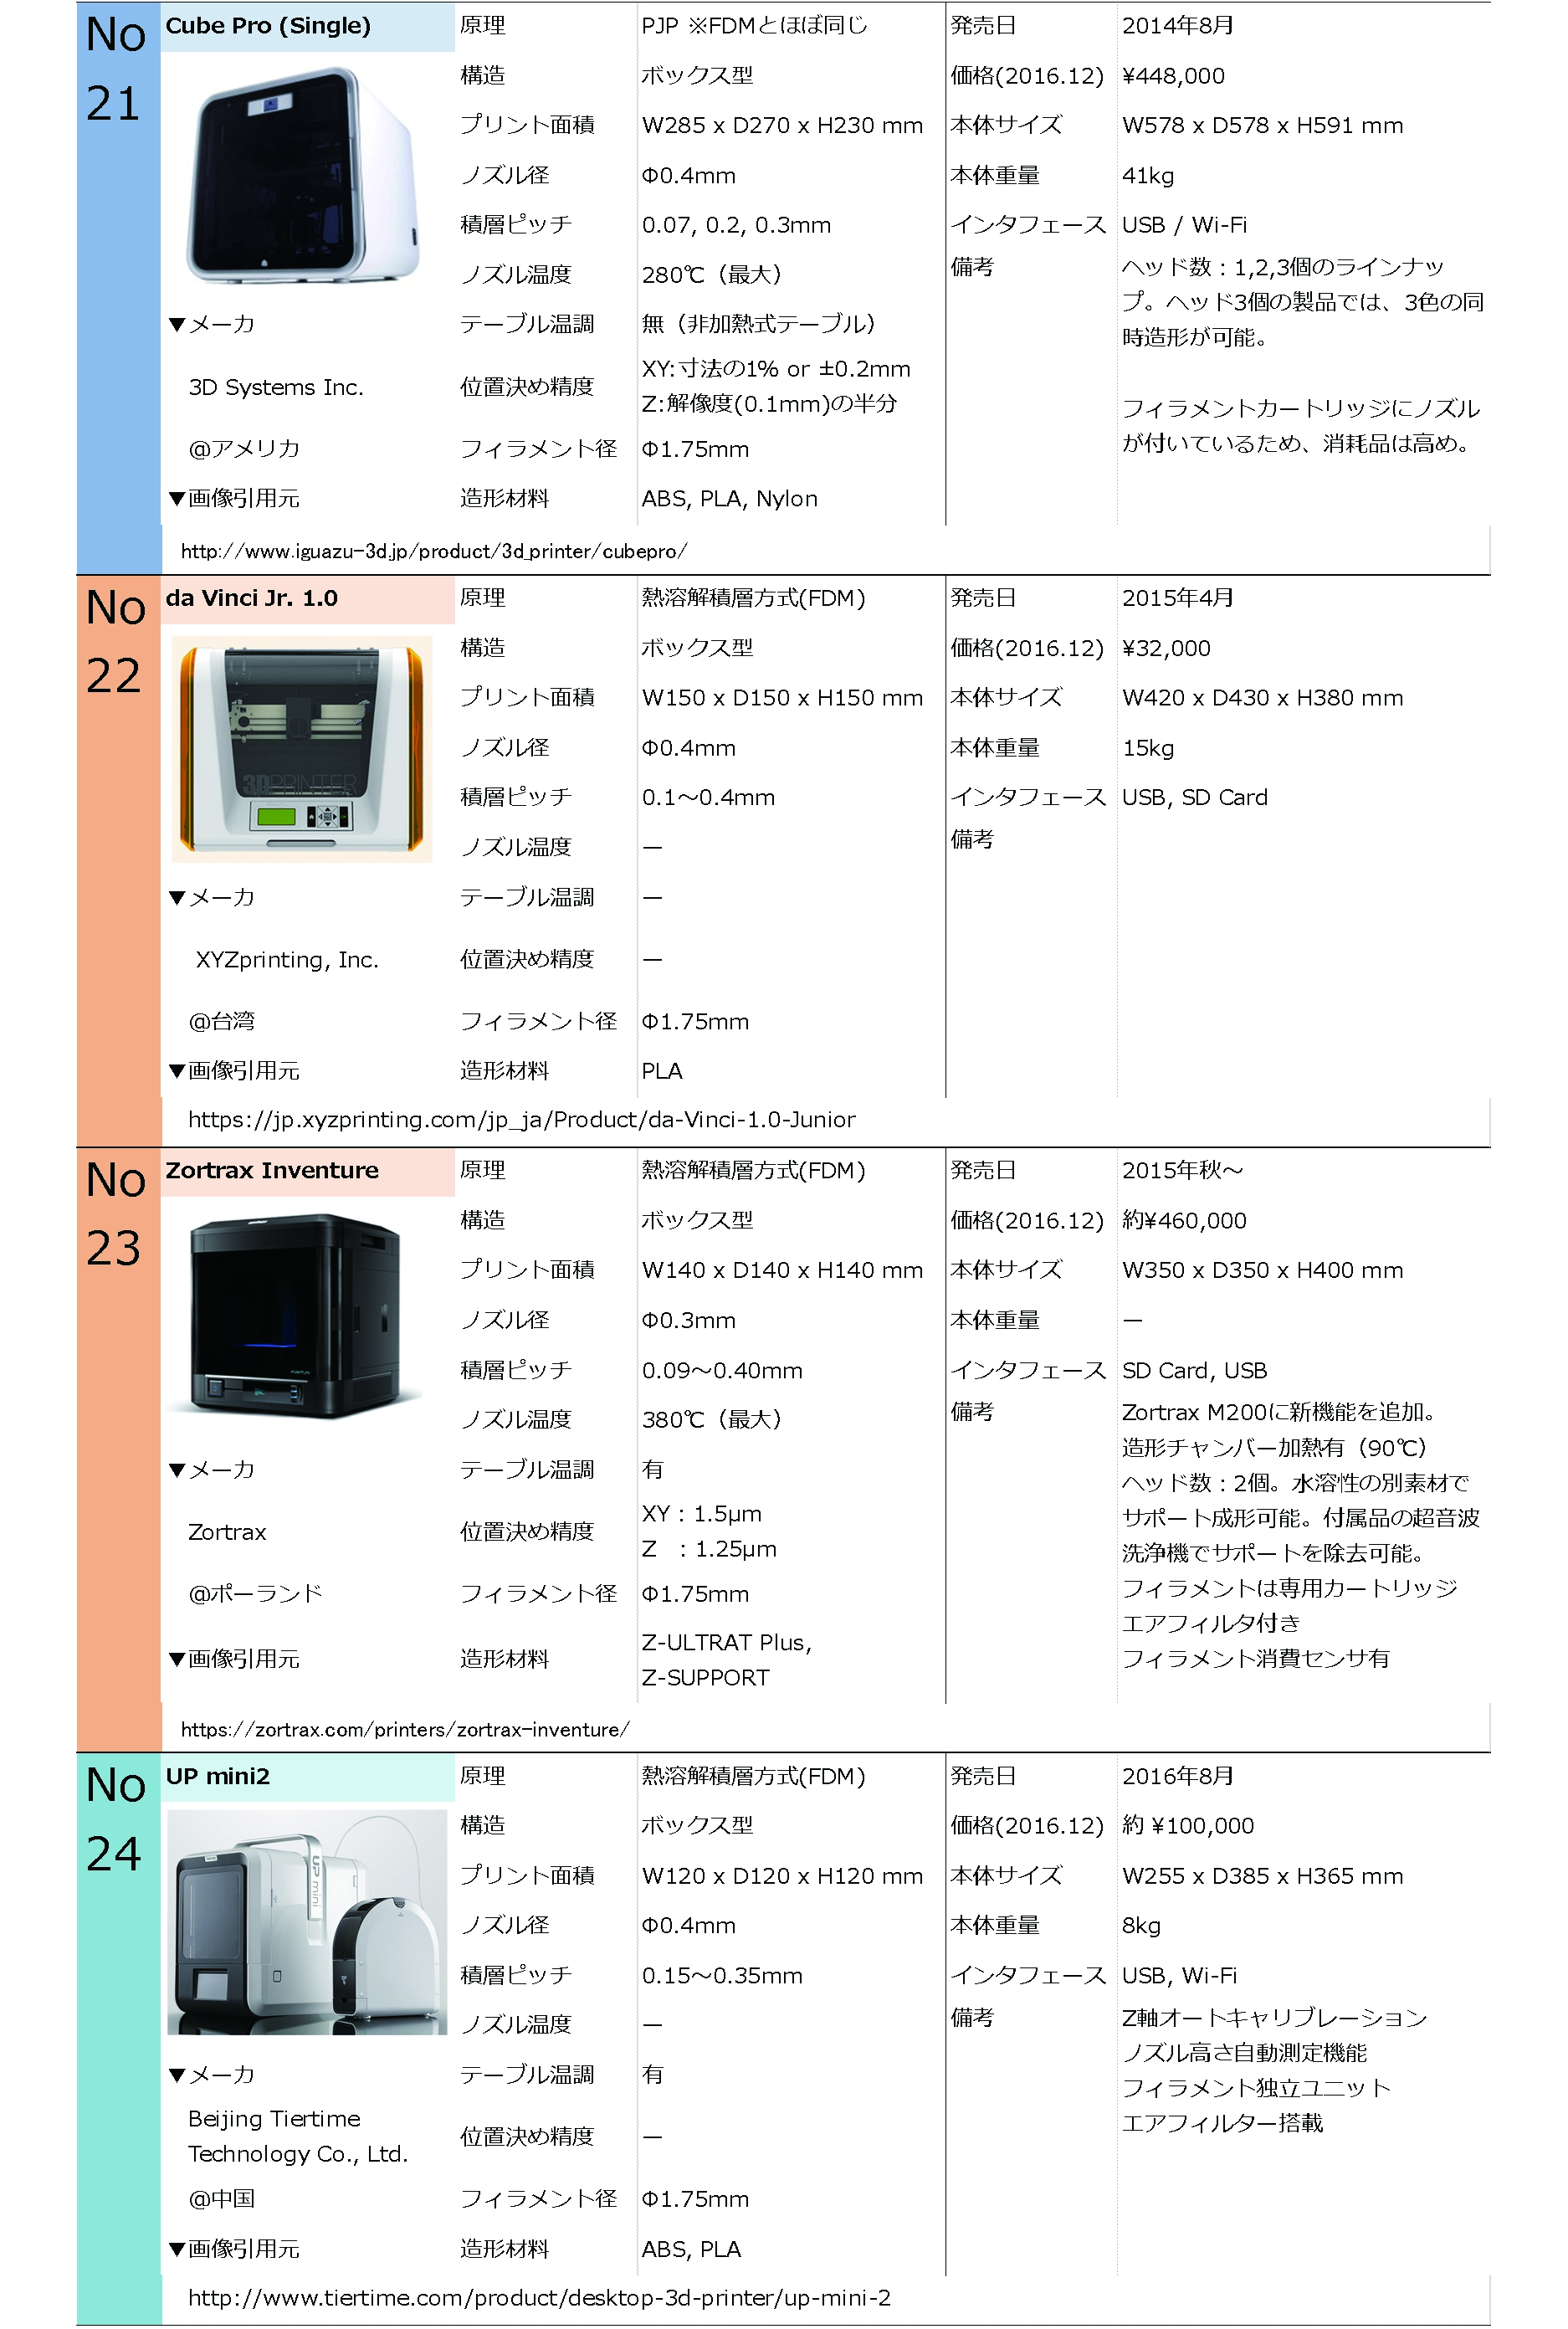 No 21
Cube Pro (Single)
原理 PJP ※FDMとほぼ同じ 発売日 2014年8月
構造 ボックス型 価格(2016.12) ¥448,000
プリント面積 W285 x D270 x H230 mm 本体サイズ W578 x D578 x H591 mm
ノズル径 Φ0.4mm 本体重量 41kg
積層ピッチ 0.07, 0.2, 0.3mm インタフェース USB / Wi-Fi
ノズル温度 280℃（最大） 備考 ヘッド数：1,2,3個のラインナッ
プ。ヘッド3個の製品では、3色の同
時造形が可能。
▼メーカ テーブル温調 無（非加熱式テーブル）
3D Systems Inc. 位置決め精度 XY:寸法の1% or ±0.2mm
Z:解像度(0.1mm)の半分
フィラメントカートリッジにノズル
が付いているため、消耗品は高め。
@アメリカ フィラメント径 Φ1.75mm
▼画像引用元 造形材料 ABS, PLA, Nylon
http://www.iguazu-3d.jp/product/3d_printer/cubepro/
No 22
da Vinci Jr. 1.0
原理 熱溶解積層方式(FDM) 発売日 2015年4月
構造 ボックス型 価格(2016.12) ¥32,000
プリント面積 W150 x D150 x H150 mm 本体サイズ W420 x D430 x H380 mm
ノズル径 Φ0.4mm 本体重量 15kg
3DPRINTER
積層ピッチ 0.1～0.4mm インタフェース USB, SD Card
ノズル温度 ― 備考
▼メーカ テーブル温調 ―
XYZprinting, Inc. 位置決め精度 ―
@台湾 フィラメント径 Φ1.75mm
▼画像引用元 造形材料 PLA
https://jp.xyzprinting.com/jp_ja/Product/da-Vinci-1.0-Junior
No 23
Zortrax Inventure
原理 熱溶解積層方式(FDM) 発売日 2015年秋～
構造 ボックス型 価格(2016.12) 約¥460,000
プリント面積 W140 x D140 x H140 mm 本体サイズ W350 x D350 x H400 mm
ノズル径 Φ0.3mm 本体重量 ―
積層ピッチ 0.09～0.40mm インタフェース SD Card, USB
ノズル温度 380℃（最大） 備考 Zortrax M200に新機能を追加。
造形チャンバー加熱有（90℃）
▼メーカ テーブル温調 有
ヘッド数：2個。水溶性の別素材で
サポート成形可能。付属品の超音波
洗浄機でサポートを除去可能。
Zortrax 位置決め精度 XY：1.5μm
Z ：1.25μm
@ポーランド フィラメント径 Φ1.75mm
フィラメントは専用カートリッジ
エアフィルタ付き
フィラメント消費センサ有
▼画像引用元 造形材料 Z-ULTRAT Plus,
Z-SUPPORT
https://zortrax.com/printers/zortrax-inventure/
No 24
UP mini2
原理 熱溶解積層方式(FDM) 発売日 2016年8月
構造 ボックス型 価格(2016.12) 約 ¥100,000
プリント面積 W120 x D120 x H120 mm 本体サイズ W255 x D385 x H365 mm
UP mini
ノズル径 Φ0.4mm 本体重量 8kg
積層ピッチ 0.15～0.35mm インタフェース USB, Wi-Fi
ノズル温度 ― 備考 Z軸オートキャリブレーション
ノズル高さ自動測定機能
フィラメント独立ユニット
エアフィルター搭載
▼メーカ テーブル温調 有
Beijing Tiertime
Technology Co., Ltd. 位置決め精度 ―
@中国 フィラメント径 Φ1.75mm
▼画像引用元 造形材料 ABS, PLA
http://www.tiertime.com/product/desktop-3d-printer/up-mini-2